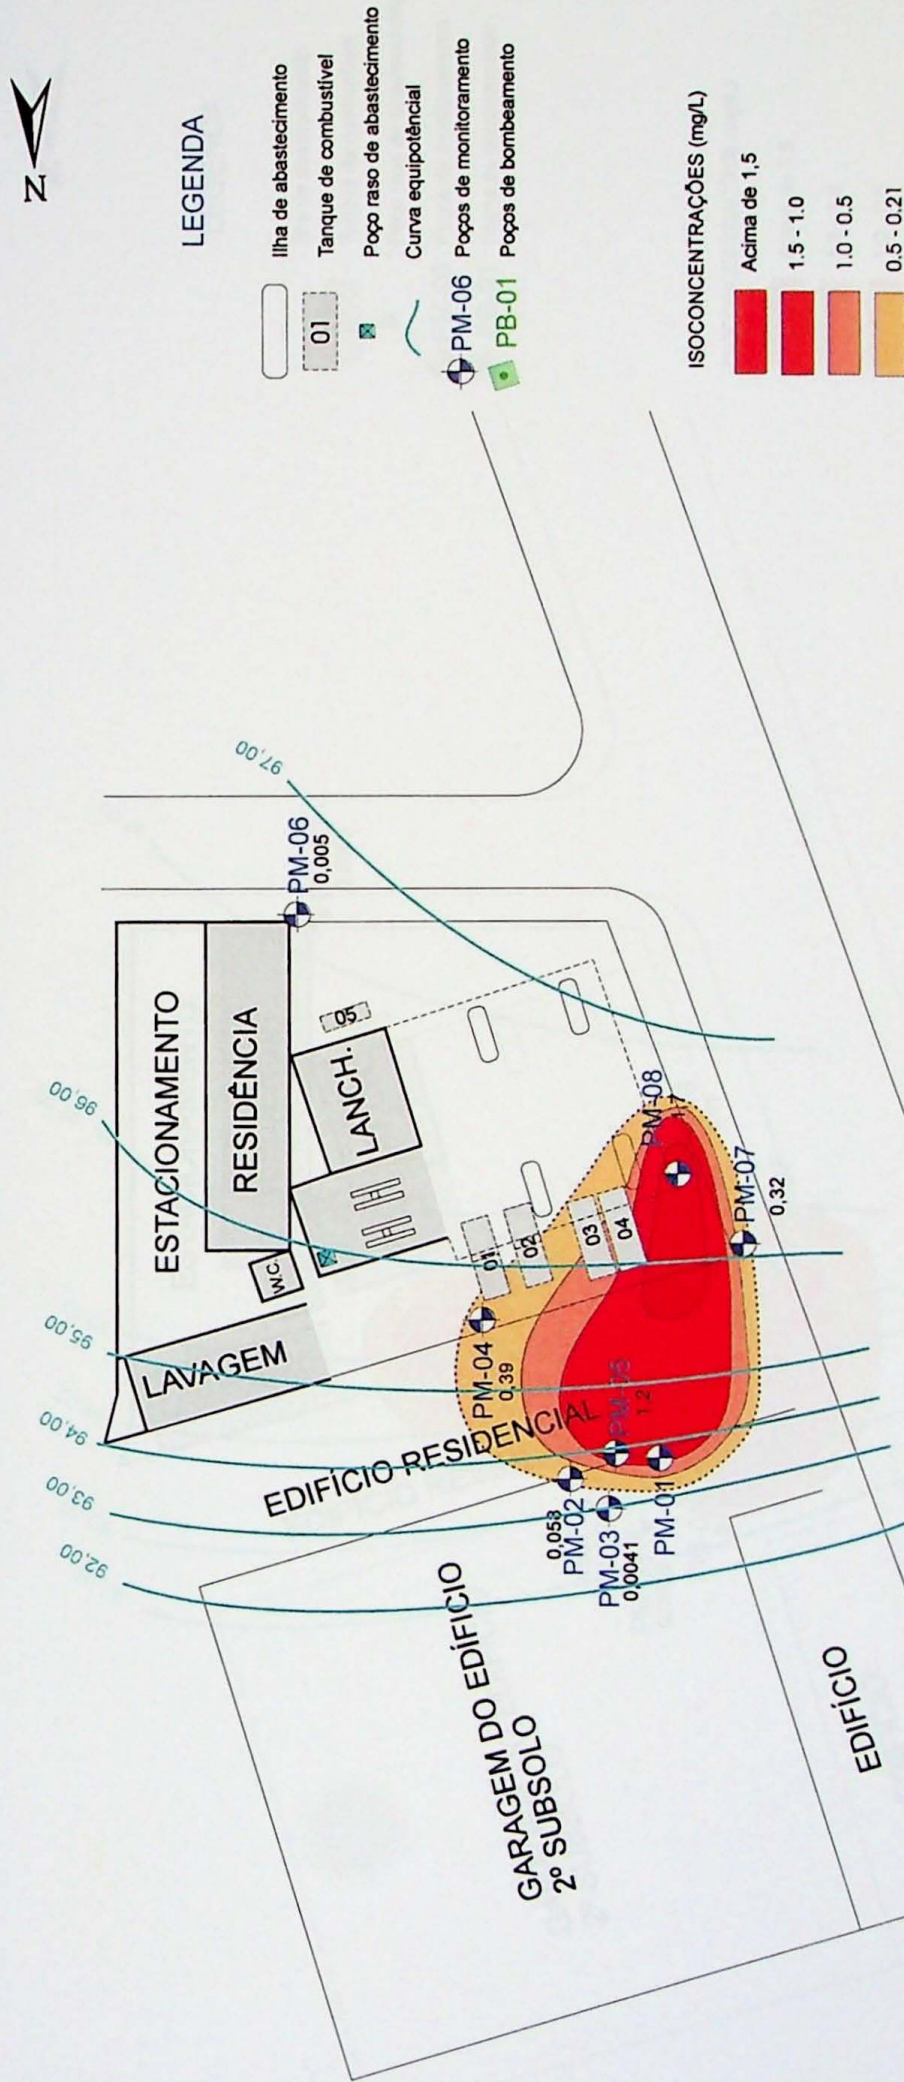 N
LEGENDA
Ilha de abastecimento
01
Tanque de combustível
Poço raso de abastecimento
Curva equipotêncial
PM-06 Poços de monitoramento
PB-01 Poços de bombeamento
ISOCONCENTRAÇÕES (mg/L)
Acima de 1,5
1.5 - 1.0
1.0 - 0.5
0.5 - 0.21
97,00
96,00
95,00
94,00
93,00
92,00
ESTACIONAMENTO
RESIDÊNCIA
LANCH.
W.C.
LAVAGEM
05
01
02
03
04
PM-06
0,005
PM-08
1,7
PM-07
0,32
PM-04
0,39
PM-05
1,2
PM-01
0,053
PM-02
PM-03
0,0041
EDIFÍCIO RESIDENCIAL
GARAGEM DO EDÍFICIO
2º SUBSOLO
EDIFÍCIO